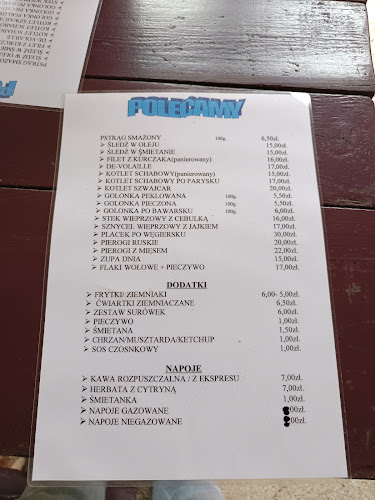 POLECAMY
PSTRĄG SMAŻONY 100g 6,50zł.
➤ ŚLEDŹ W OLEJU 15,00zł.
➤ ŚLEDŹ W ŚMIETANIE 15,00zł.
➤ FILET Z KURCZAKA(panierowany) 16,00zł.
➤ DE-VOLAILLE 17,00zł.
➤ KOTLET SCHABOWY(panierowany) 15,00zł.
➤ KOTLET SCHABOWY PO PARYSKU 17,00zł.
➤ KOTLET SZWAJCAR 20,00zł.
➤ GOLONKA PEKLOWANA 100g. 5,50zł.
➤ GOLONKA PIECZONA 100g. 5,50zł.
➤ GOLONKA PO BAWARSKU 100g. 6,00zł.
➤ STEK WIEPRZOWY Z CEBULKĄ 16,00zł.
➤ SZNYCEL WIEPRZOWY Z JAJKIEM 17,00zł.
➤ PLACEK PO WĘGIERSKU 30,00zł.
➤ PIEROGI RUSKIE 20,00zł.
➤ PIEROGI Z MIĘSEM 22,00zł.
➤ ZUPA DNIA 15,00zł.
➤ FLAKI WOŁOWE + PIECZYWO 17,00zł.
DODATKI
➤ FRYTKI/ ZIEMNIAKI 6,00- 5,00zł.
➤ ĆWIARTKI ZIEMNIACZANE 6,50zł.
➤ ZESTAW SURÓWEK 6,00zł.
➤ PIECZYWO 1,00zł.
➤ ŚMIETANA 1,50zł.
➤ CHRZAN/MUSZTARDA/KETCHUP 1,00zł.
➤ SOS CZOSNKOWY 1,00zł.
NAPOJE
➤ KAWA ROZPUSZCZALNA / Z EKSPRESU 7,00zł.
➤ HERBATA Z CYTRYNĄ 7,00zł.
➤ ŚMIETANKA 1,00zł.
➤ NAPOJE GAZOWANE 00zł.
➤ NAPOJE NIEGAZOWANE 00zł.